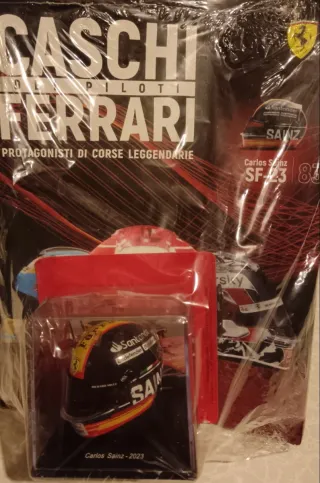 CASCHI
DEI PILOTI
FERRARI
PROTAGONISTI DI CORSE LEGGENDARIE
SAINZ
Carlos Sainz
SF-23
Santander
SAI
Carlos Sainz - 2023